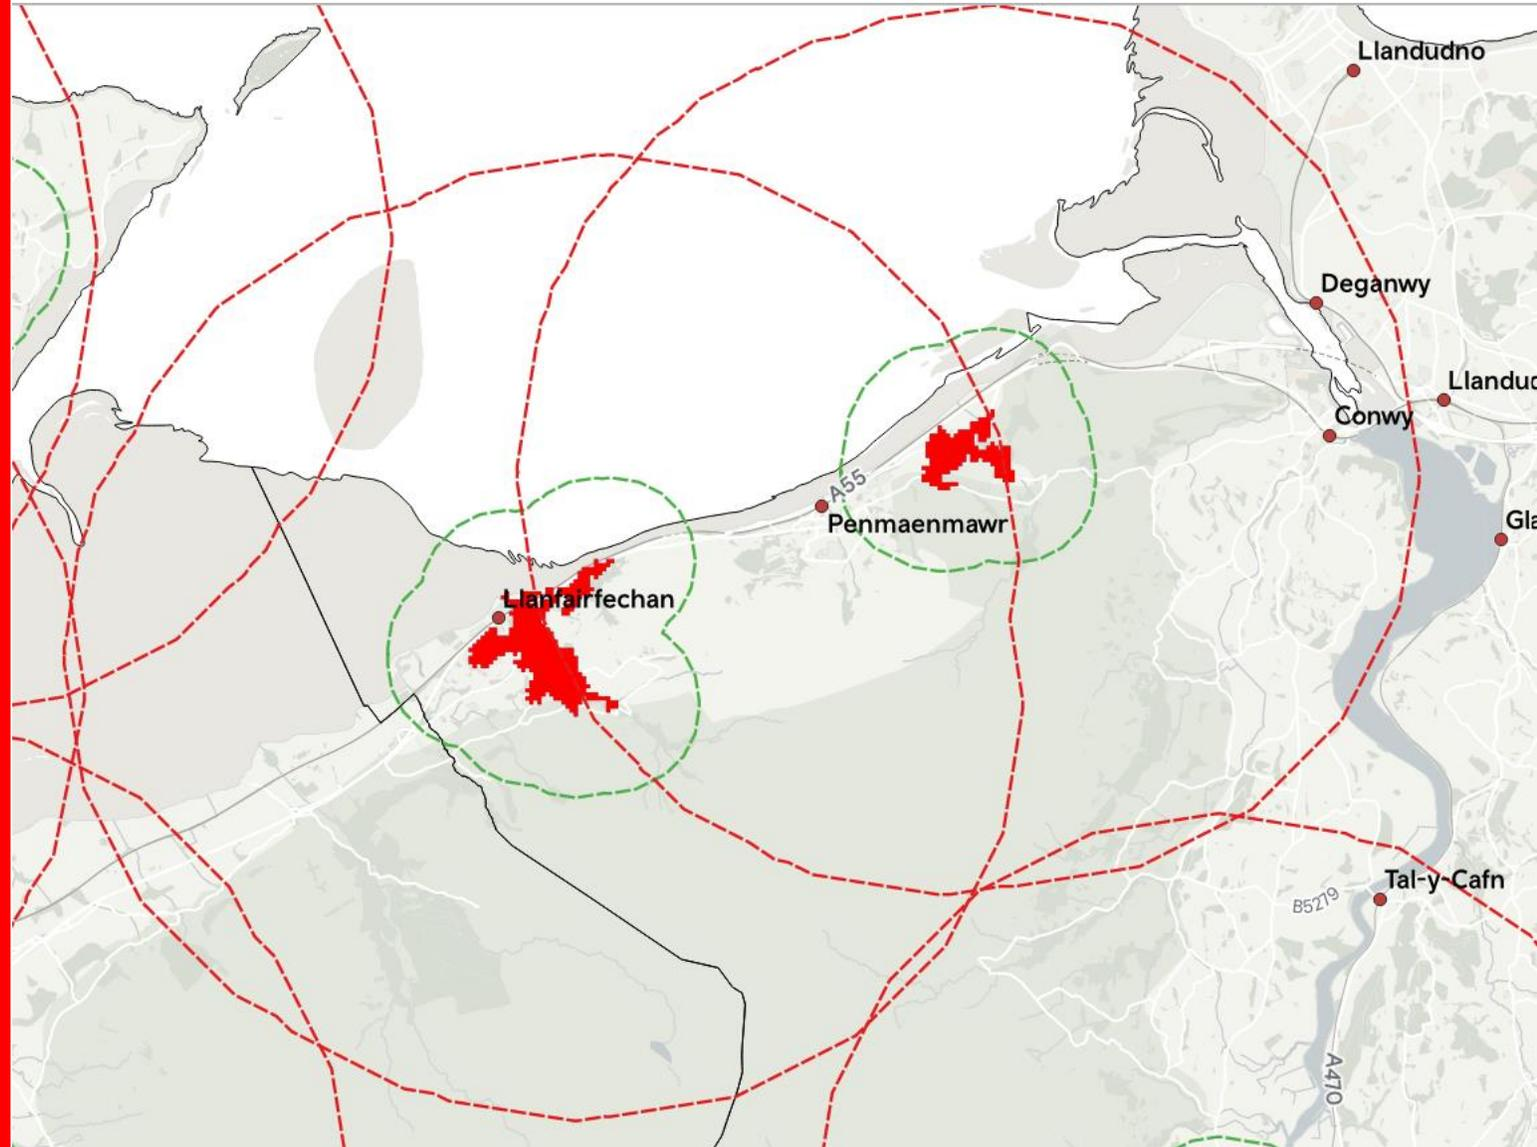 Llandudno
Deganwy
Llandud
Conwy
A55
Penmaenmawr
Gla
Llanfairfechan
Tal-y-Cafn
B5279
A470